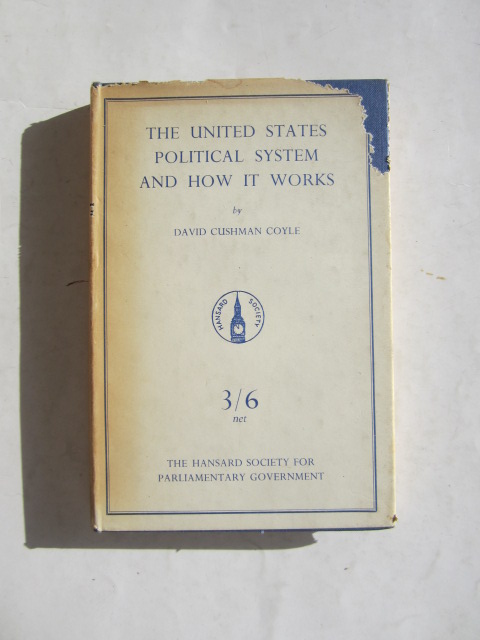 THE UNITED STATES
POLITICAL SYSTEM
AND HOW IT WORKS
by
DAVID CUSHMAN COYLE
HANSARD SOCIETY
3/6
net
THE HANSARD SOCIETY FOR
PARLIAMENTARY GOVERNMENT